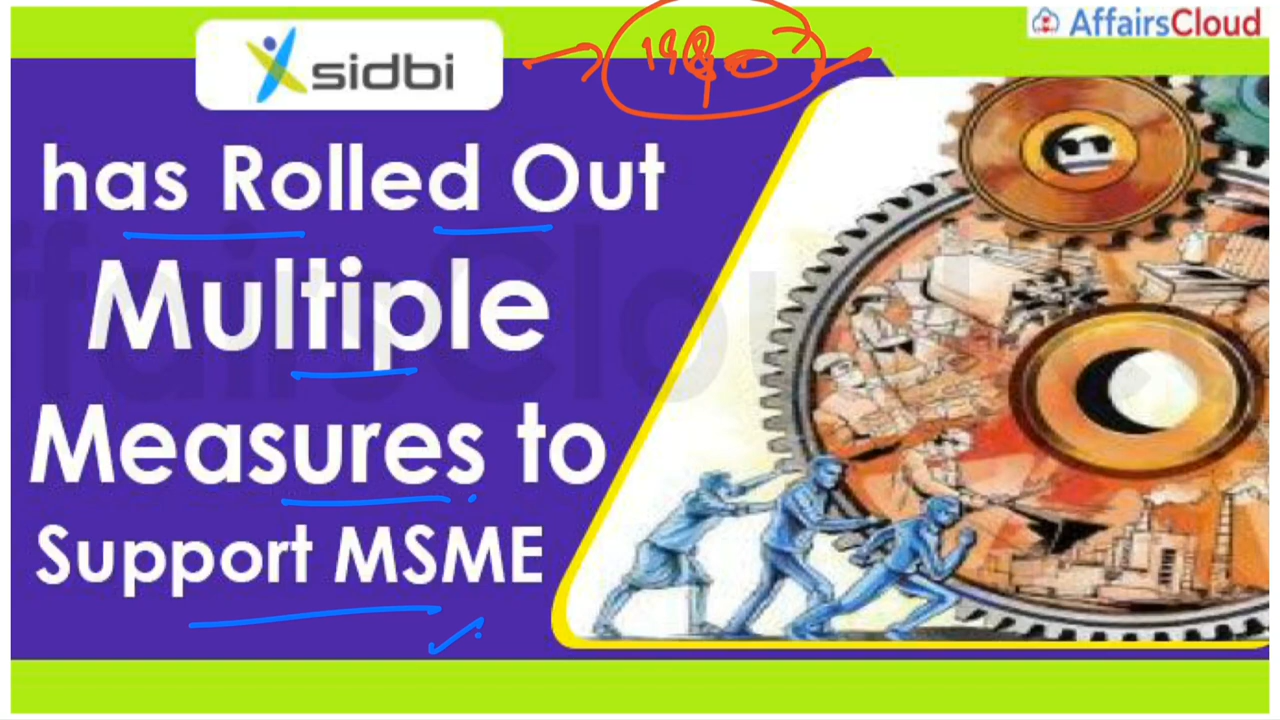 AffairsCloud
sidbi
has Rolled Out
Multiple
Measures to
Support MSME